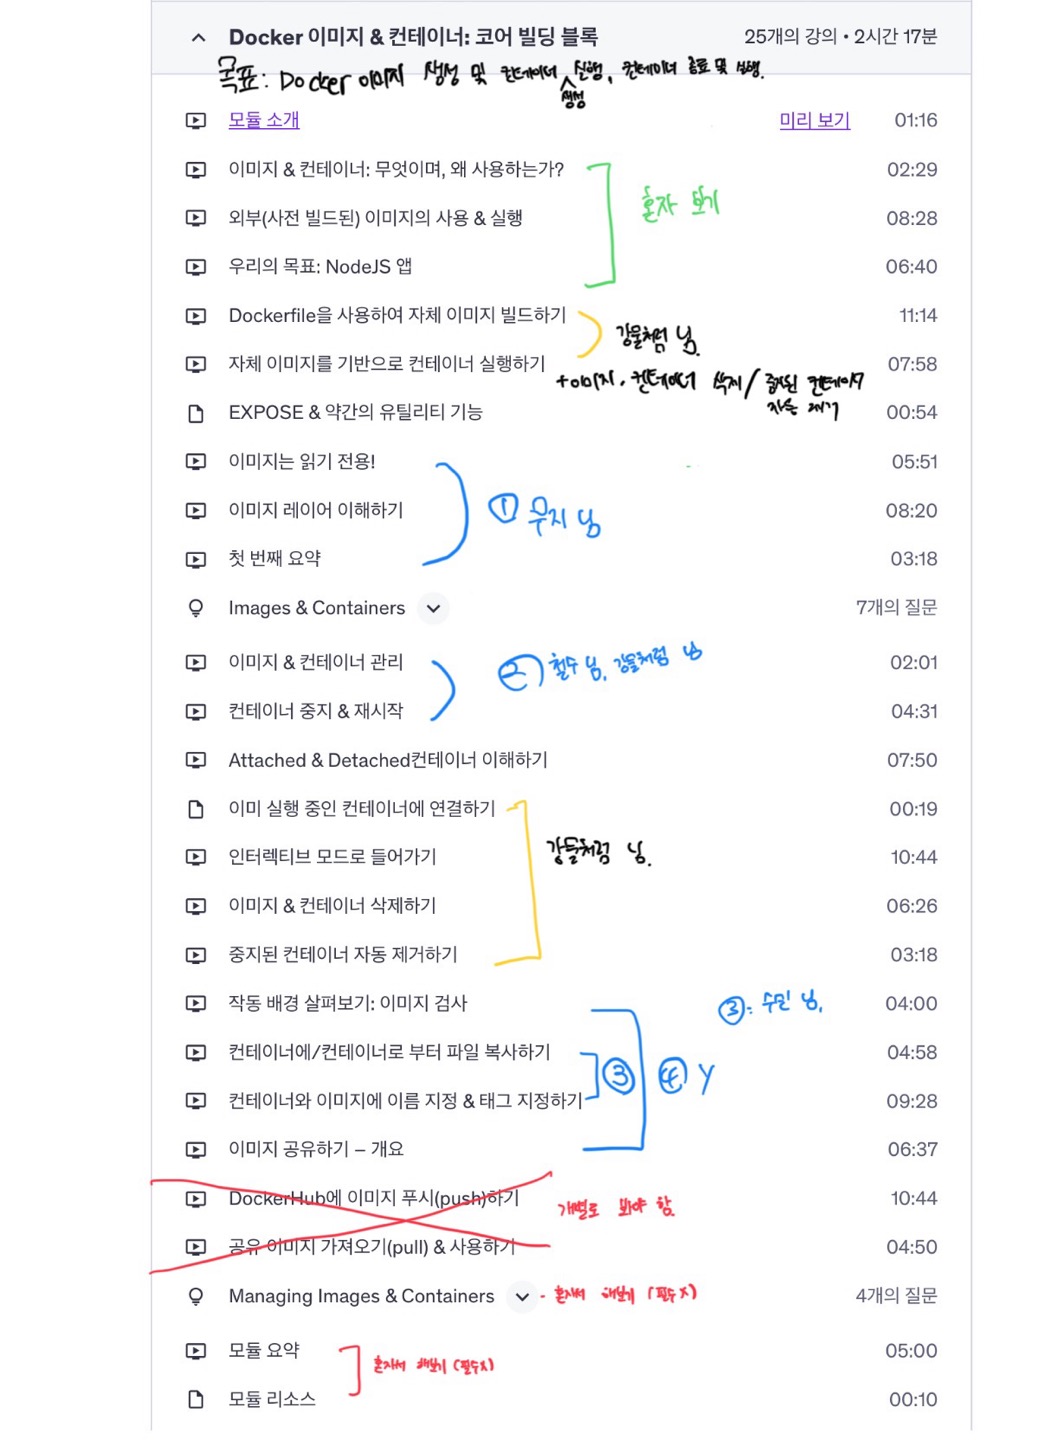 Docker 이미지 & 컨테이너: 코어 빌딩 블록 25개의 강의 • 2시간 17분
목표: Docker 이미지 생성 및 컨테이너 실행, 컨테이너 종료 및 실행.
생성
모듈 소개 미리 보기 01:16
이미지 & 컨테이너: 무엇이며, 왜 사용하는가? 02:29
혼자 보기
외부(사전 빌드된) 이미지의 사용 & 실행 08:28
우리의 목표: NodeJS 앱 06:40
Dockerfile을 사용하여 자체 이미지 빌드하기 11:14
강물처럼 님.
자체 이미지를 기반으로 컨테이너 실행하기 07:58
+이미지, 컨테이너 삭제 / 중지된 컨테이너
자동 제거
EXPOSE & 약간의 유틸리티 기능 00:54
이미지는 읽기 전용! 05:51
이미지 레이어 이해하기 08:20
① 무지 님
첫 번째 요약 03:18
Images & Containers 7개의 질문
이미지 & 컨테이너 관리 02:01
② 철수 님, 강물처럼 님
컨테이너 중지 & 재시작 04:31
Attached & Detached컨테이너 이해하기 07:50
이미 실행 중인 컨테이너에 연결하기 00:19
인터렉티브 모드로 들어가기 10:44
강물처럼 님.
이미지 & 컨테이너 삭제하기 06:26
중지된 컨테이너 자동 제거하기 03:18
작동 배경 살펴보기: 이미지 검사 04:00
③: 수민 님,
컨테이너에/컨테이너로 부터 파일 복사하기 04:58
③ ④ Y
컨테이너와 이미지에 이름 지정 & 태그 지정하기 09:28
이미지 공유하기 – 개요 06:37
DockerHub에 이미지 푸시(push)하기 10:44
개별로 봐야 함.
공유 이미지 가져오기(pull) & 사용하기 04:50
Managing Images & Containers - 혼자서 해보기 (필수X) 4개의 질문
모듈 요약 05:00
혼자서 해보기 (필수X)
모듈 리소스 00:10